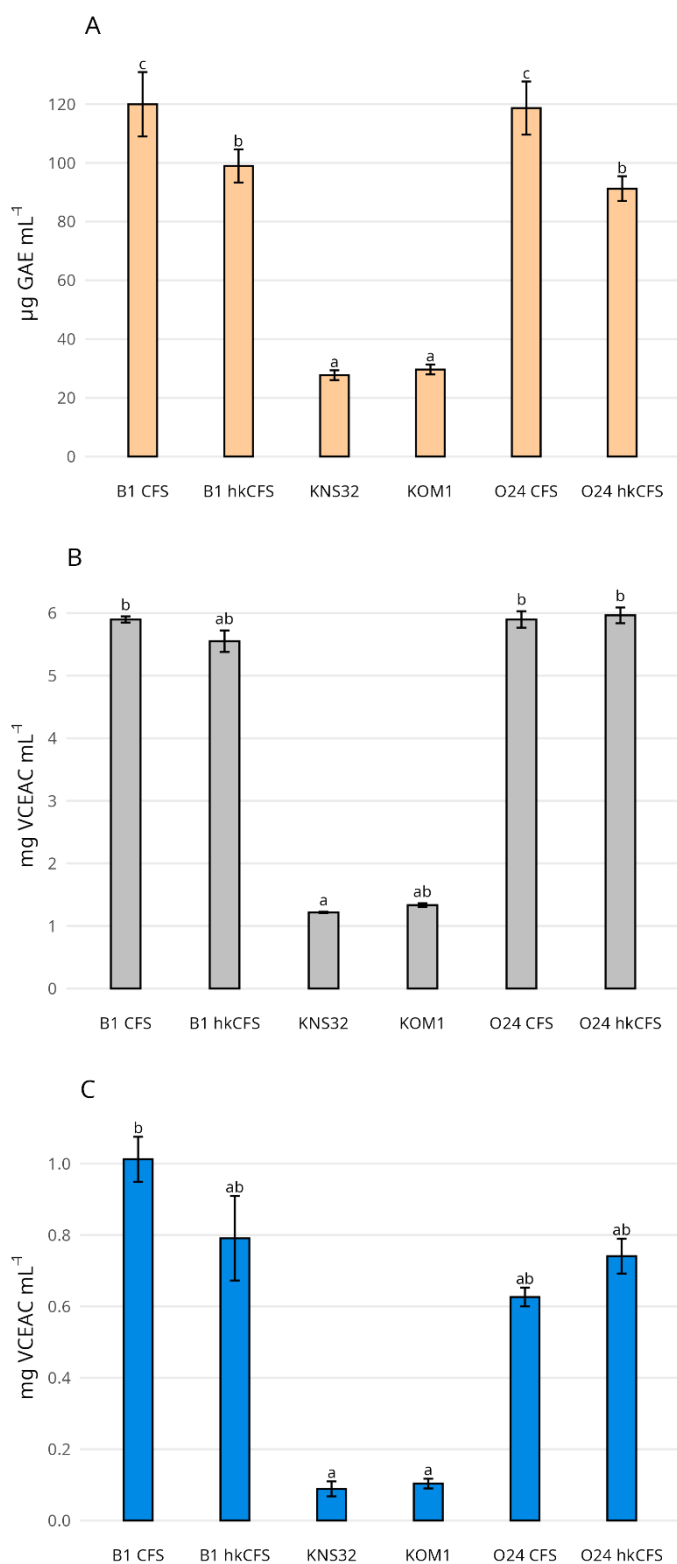 A
µg GAE mL⁻¹
120
100
80
60
40
20
0
c
b
a
a
c
b
B1 CFS B1 hkCFS KNS32 KOM1 O24 CFS O24 hkCFS
B
mg VCEAC mL⁻¹
6
5
4
3
2
1
0
b
ab
a
ab
b
b
B1 CFS B1 hkCFS KNS32 KOM1 O24 CFS O24 hkCFS
C
mg VCEAC mL⁻¹
1.0
0.8
0.6
0.4
0.2
0.0
b
ab
a
a
ab
ab
B1 CFS B1 hkCFS KNS32 KOM1 O24 CFS O24 hkCFS